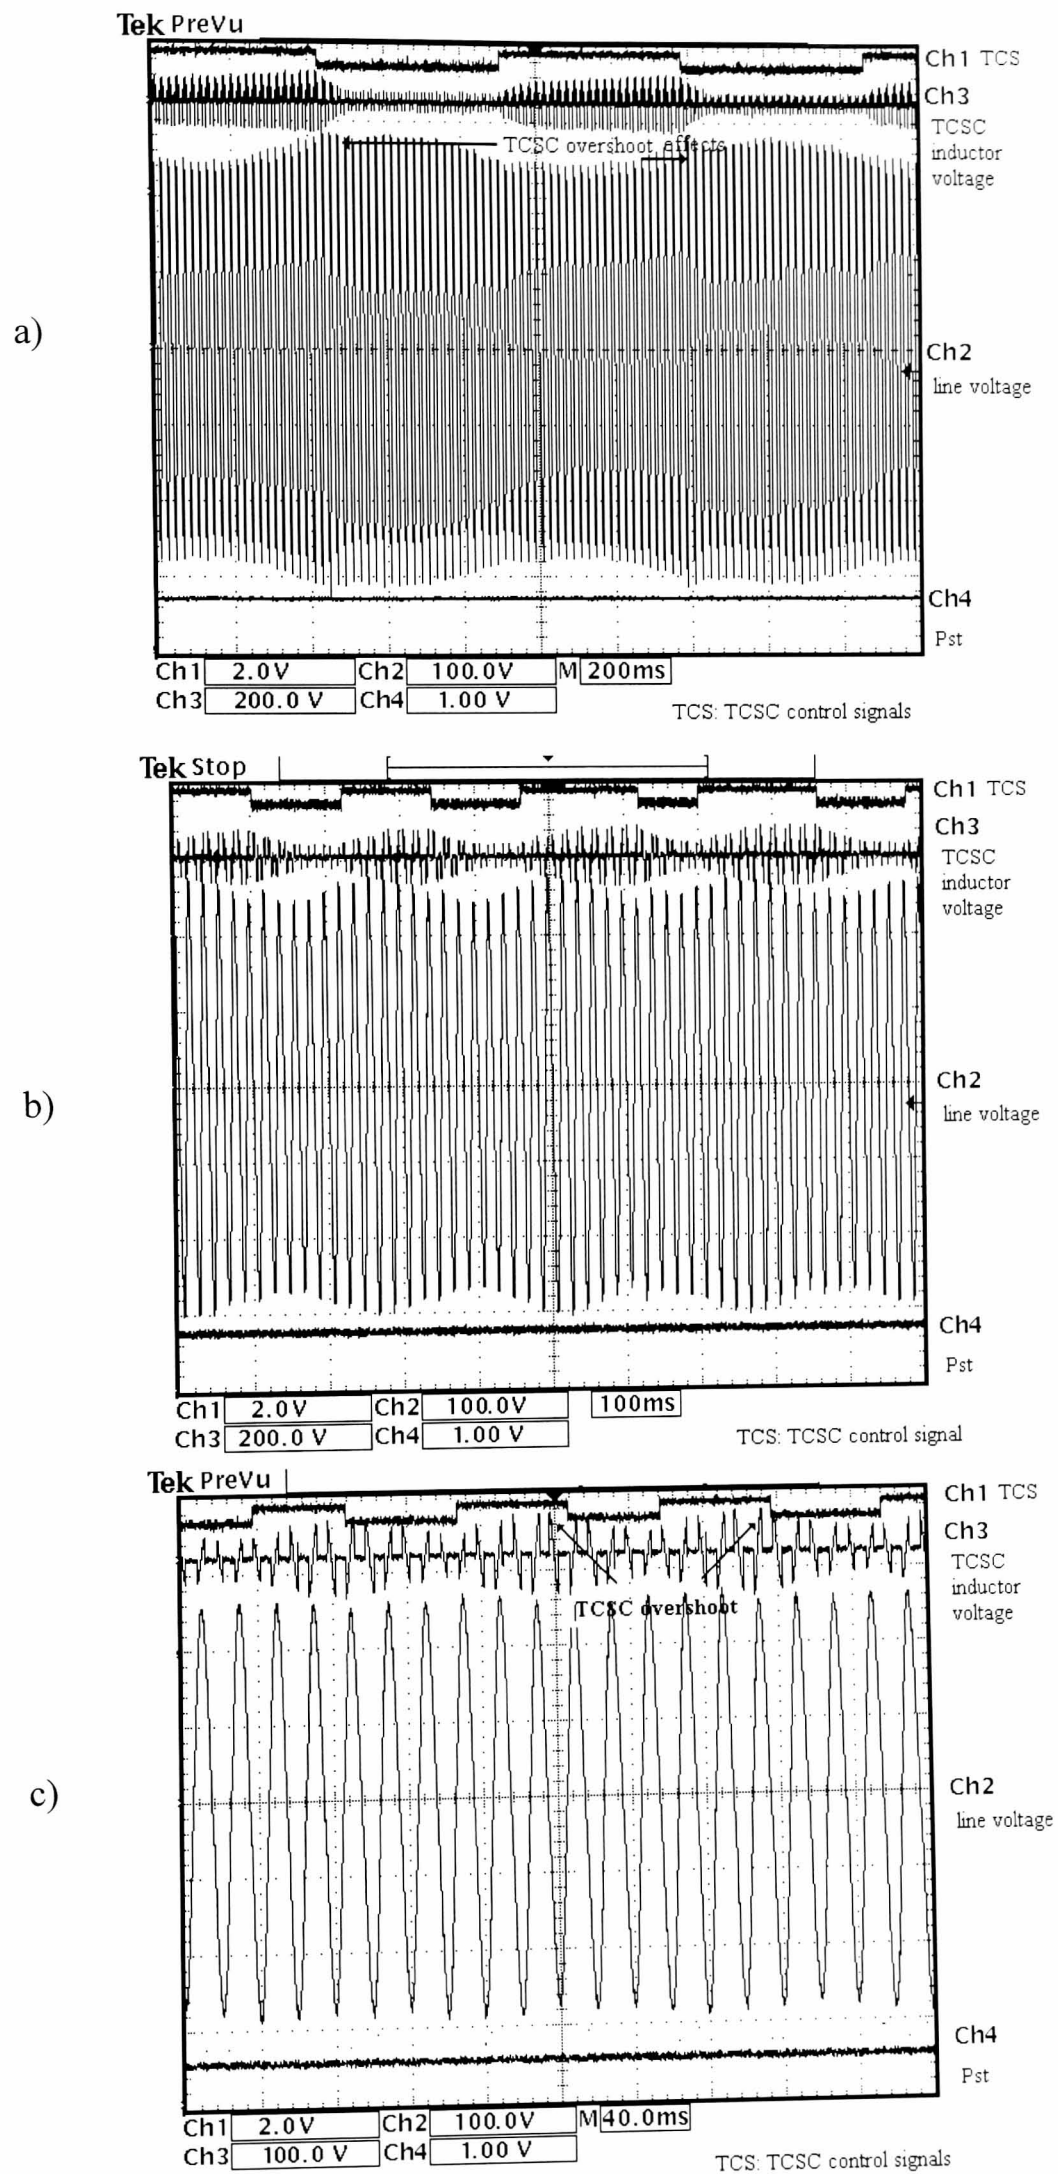 a)
Tek PreVu
Ch1 TCS
Ch3
TCSC
inductor
voltage
TCSC overshoot effects
Ch2
line voltage
Ch4
Pst
Ch1 2.0V Ch2 100.0V M 200ms
Ch3 200.0 V Ch4 1.00 V
TCS: TCSC control signals
b)
Tek Stop
Ch1 TCS
Ch3
TCSC
inductor
voltage
Ch2
line voltage
Ch4
Pst
Ch1 2.0V Ch2 100.0V 100ms
Ch3 200.0 V Ch4 1.00 V
TCS: TCSC control signal
c)
Tek PreVu
Ch1 TCS
Ch3
TCSC
inductor
voltage
TCSC overshoot
Ch2
line voltage
Ch4
Pst
Ch1 2.0V Ch2 100.0V M 40.0ms
Ch3 100.0 V Ch4 1.00 V
TCS: TCSC control signals